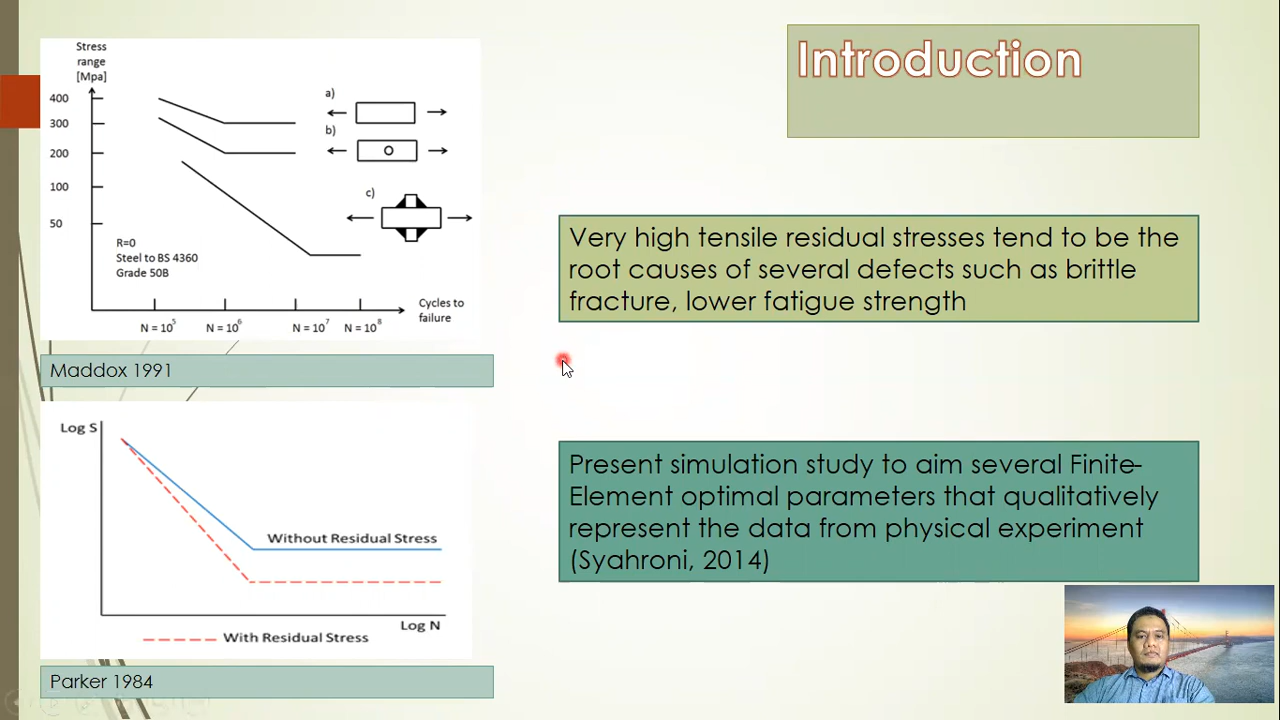 Introduction
Stress
range
[Mpa]
400
300
200
100
50
a)
b)
c)
R=0
Steel to BS 4360
Grade 50B
Cycles to
failure
N = 10⁵
N = 10⁶
N = 10⁷
N = 10⁸
Maddox 1991
Log S
Without Residual Stress
Log N
With Residual Stress
Parker 1984
Very high tensile residual stresses tend to be the
root causes of several defects such as brittle
fracture, lower fatigue strength
Present simulation study to aim several Finite-
Element optimal parameters that qualitatively
represent the data from physical experiment
(Syahroni, 2014)